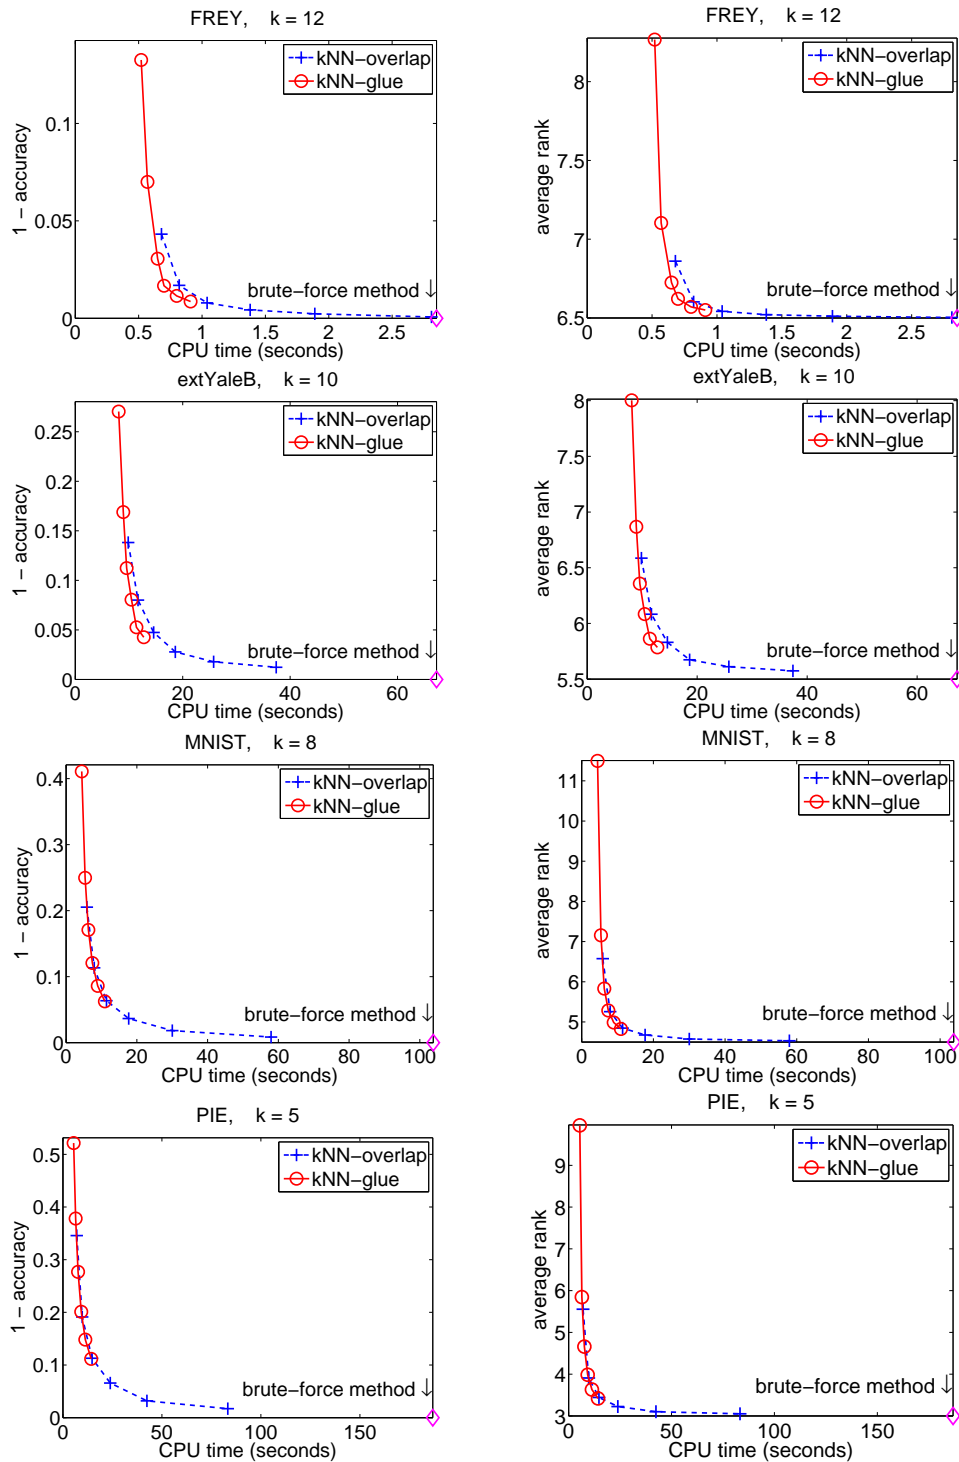 FREY, k = 12
1 − accuracy
0.1
0.05
0
kNN−overlap
kNN−glue
brute−force method ↓
0 0.5 1 1.5 2 2.5
CPU time (seconds)
FREY, k = 12
average rank
8
7.5
7
6.5
kNN−overlap
kNN−glue
brute−force method ↓
0 0.5 1 1.5 2 2.5
CPU time (seconds)
extYaleB, k = 10
1 − accuracy
0.25
0.2
0.15
0.1
0.05
0
kNN−overlap
kNN−glue
brute−force method ↓
0 20 40 60
CPU time (seconds)
extYaleB, k = 10
average rank
8
7.5
7
6.5
6
5.5
kNN−overlap
kNN−glue
brute−force method ↓
0 20 40 60
CPU time (seconds)
MNIST, k = 8
1 − accuracy
0.4
0.3
0.2
0.1
0
kNN−overlap
kNN−glue
brute−force method ↓
0 20 40 60 80 100
CPU time (seconds)
MNIST, k = 8
average rank
11
10
9
8
7
6
5
kNN−overlap
kNN−glue
brute−force method ↓
0 20 40 60 80 100
CPU time (seconds)
PIE, k = 5
1 − accuracy
0.5
0.4
0.3
0.2
0.1
0
kNN−overlap
kNN−glue
brute−force method ↓
0 50 100 150
CPU time (seconds)
PIE, k = 5
average rank
9
8
7
6
5
4
3
kNN−overlap
kNN−glue
brute−force method ↓
0 50 100 150
CPU time (seconds)